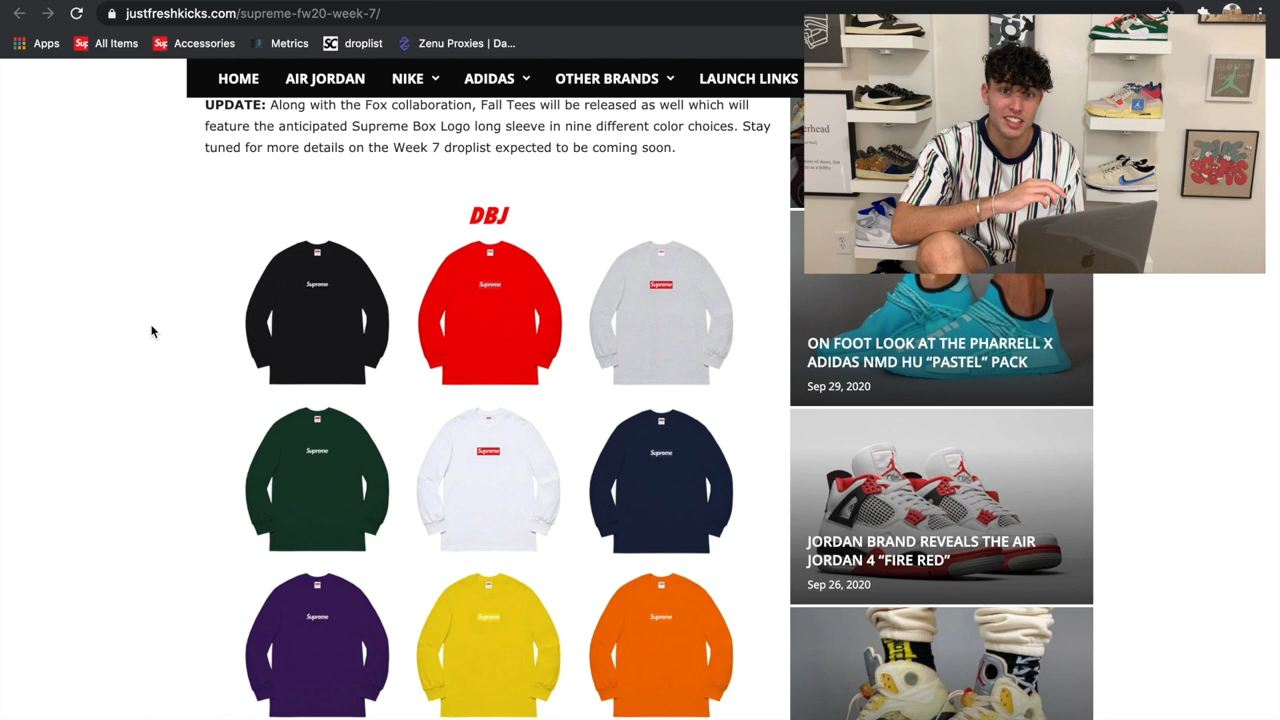 justfreshkicks.com/supreme-fw20-week-7/
Apps
Sup
All Items
Sup
Accessories
Metrics
SC
droplist
Zenu Proxies | Da...
HOME
AIR JORDAN
NIKE
ADIDAS
OTHER BRANDS
LAUNCH LINKS
UPDATE: Along with the Fox collaboration, Fall Tees will be released as well which will
feature the anticipated Supreme Box Logo long sleeve in nine different color choices. Stay
tuned for more details on the Week 7 droplist expected to be coming soon.
DBJ
Supreme
Supreme
Supreme
Supreme
Supreme
Supreme
Supreme
Supreme
Supreme
ON FOOT LOOK AT THE PHARRELL X
ADIDAS NMD HU “PASTEL” PACK
Sep 29, 2020
JORDAN BRAND REVEALS THE AIR
JORDAN 4 “FIRE RED”
Sep 26, 2020